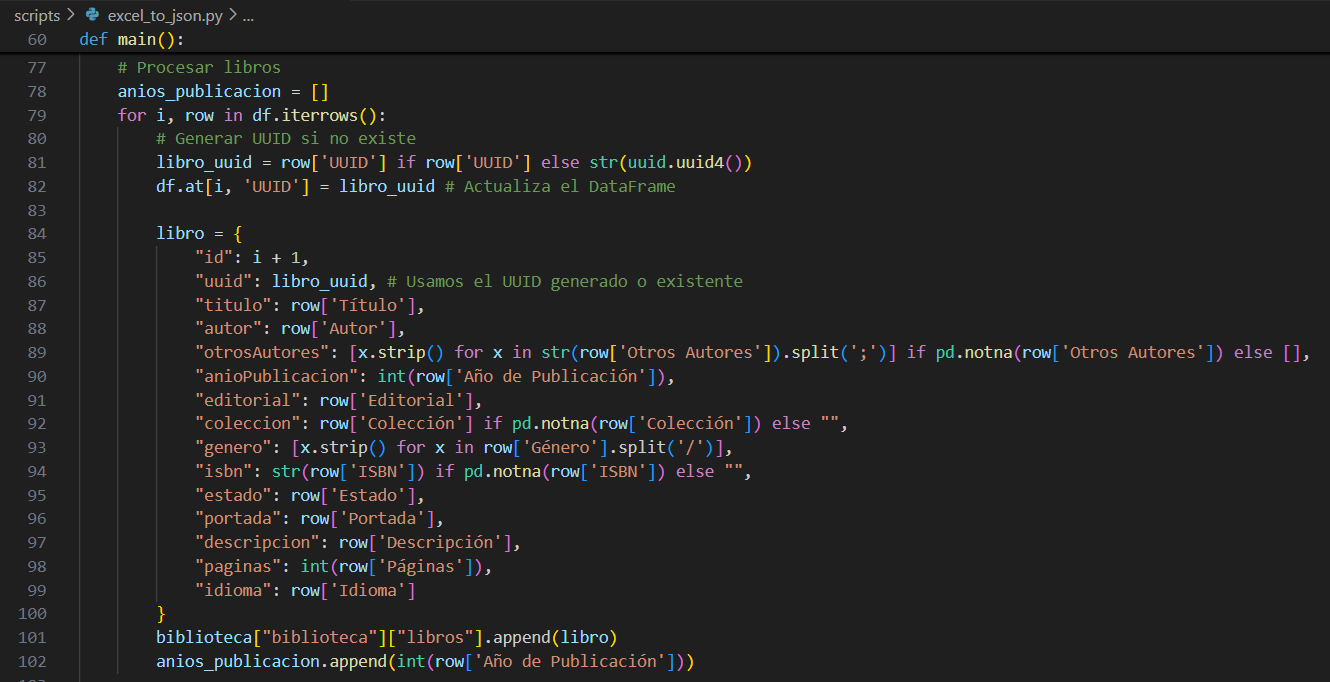 scripts > excel_to_json.py > ...
60 def main():
77     # Procesar libros
78     anios_publicacion = []
79     for i, row in df.iterrows():
80         # Generar UUID si no existe
81         libro_uuid = row['UUID'] if row['UUID'] else str(uuid.uuid4())
82         df.at[i, 'UUID'] = libro_uuid # Actualiza el DataFrame
83
84         libro = {
85             "id": i + 1,
86             "uuid": libro_uuid, # Usamos el UUID generado o existente
87             "titulo": row['Título'],
88             "autor": row['Autor'],
89             "otrosAutores": [x.strip() for x in str(row['Otros Autores']).split(';')] if pd.notna(row['Otros Autores']) else [],
90             "anioPublicacion": int(row['Año de Publicación']),
91             "editorial": row['Editorial'],
92             "coleccion": row['Colección'] if pd.notna(row['Colección']) else "",
93             "genero": [x.strip() for x in row['Género'].split('/')],
94             "isbn": str(row['ISBN']) if pd.notna(row['ISBN']) else "",
95             "estado": row['Estado'],
96             "portada": row['Portada'],
97             "descripcion": row['Descripción'],
98             "paginas": int(row['Páginas']),
99             "idioma": row['Idioma']
100         }
101         biblioteca["biblioteca"]["libros"].append(libro)
102         anios_publicacion.append(int(row['Año de Publicación']))